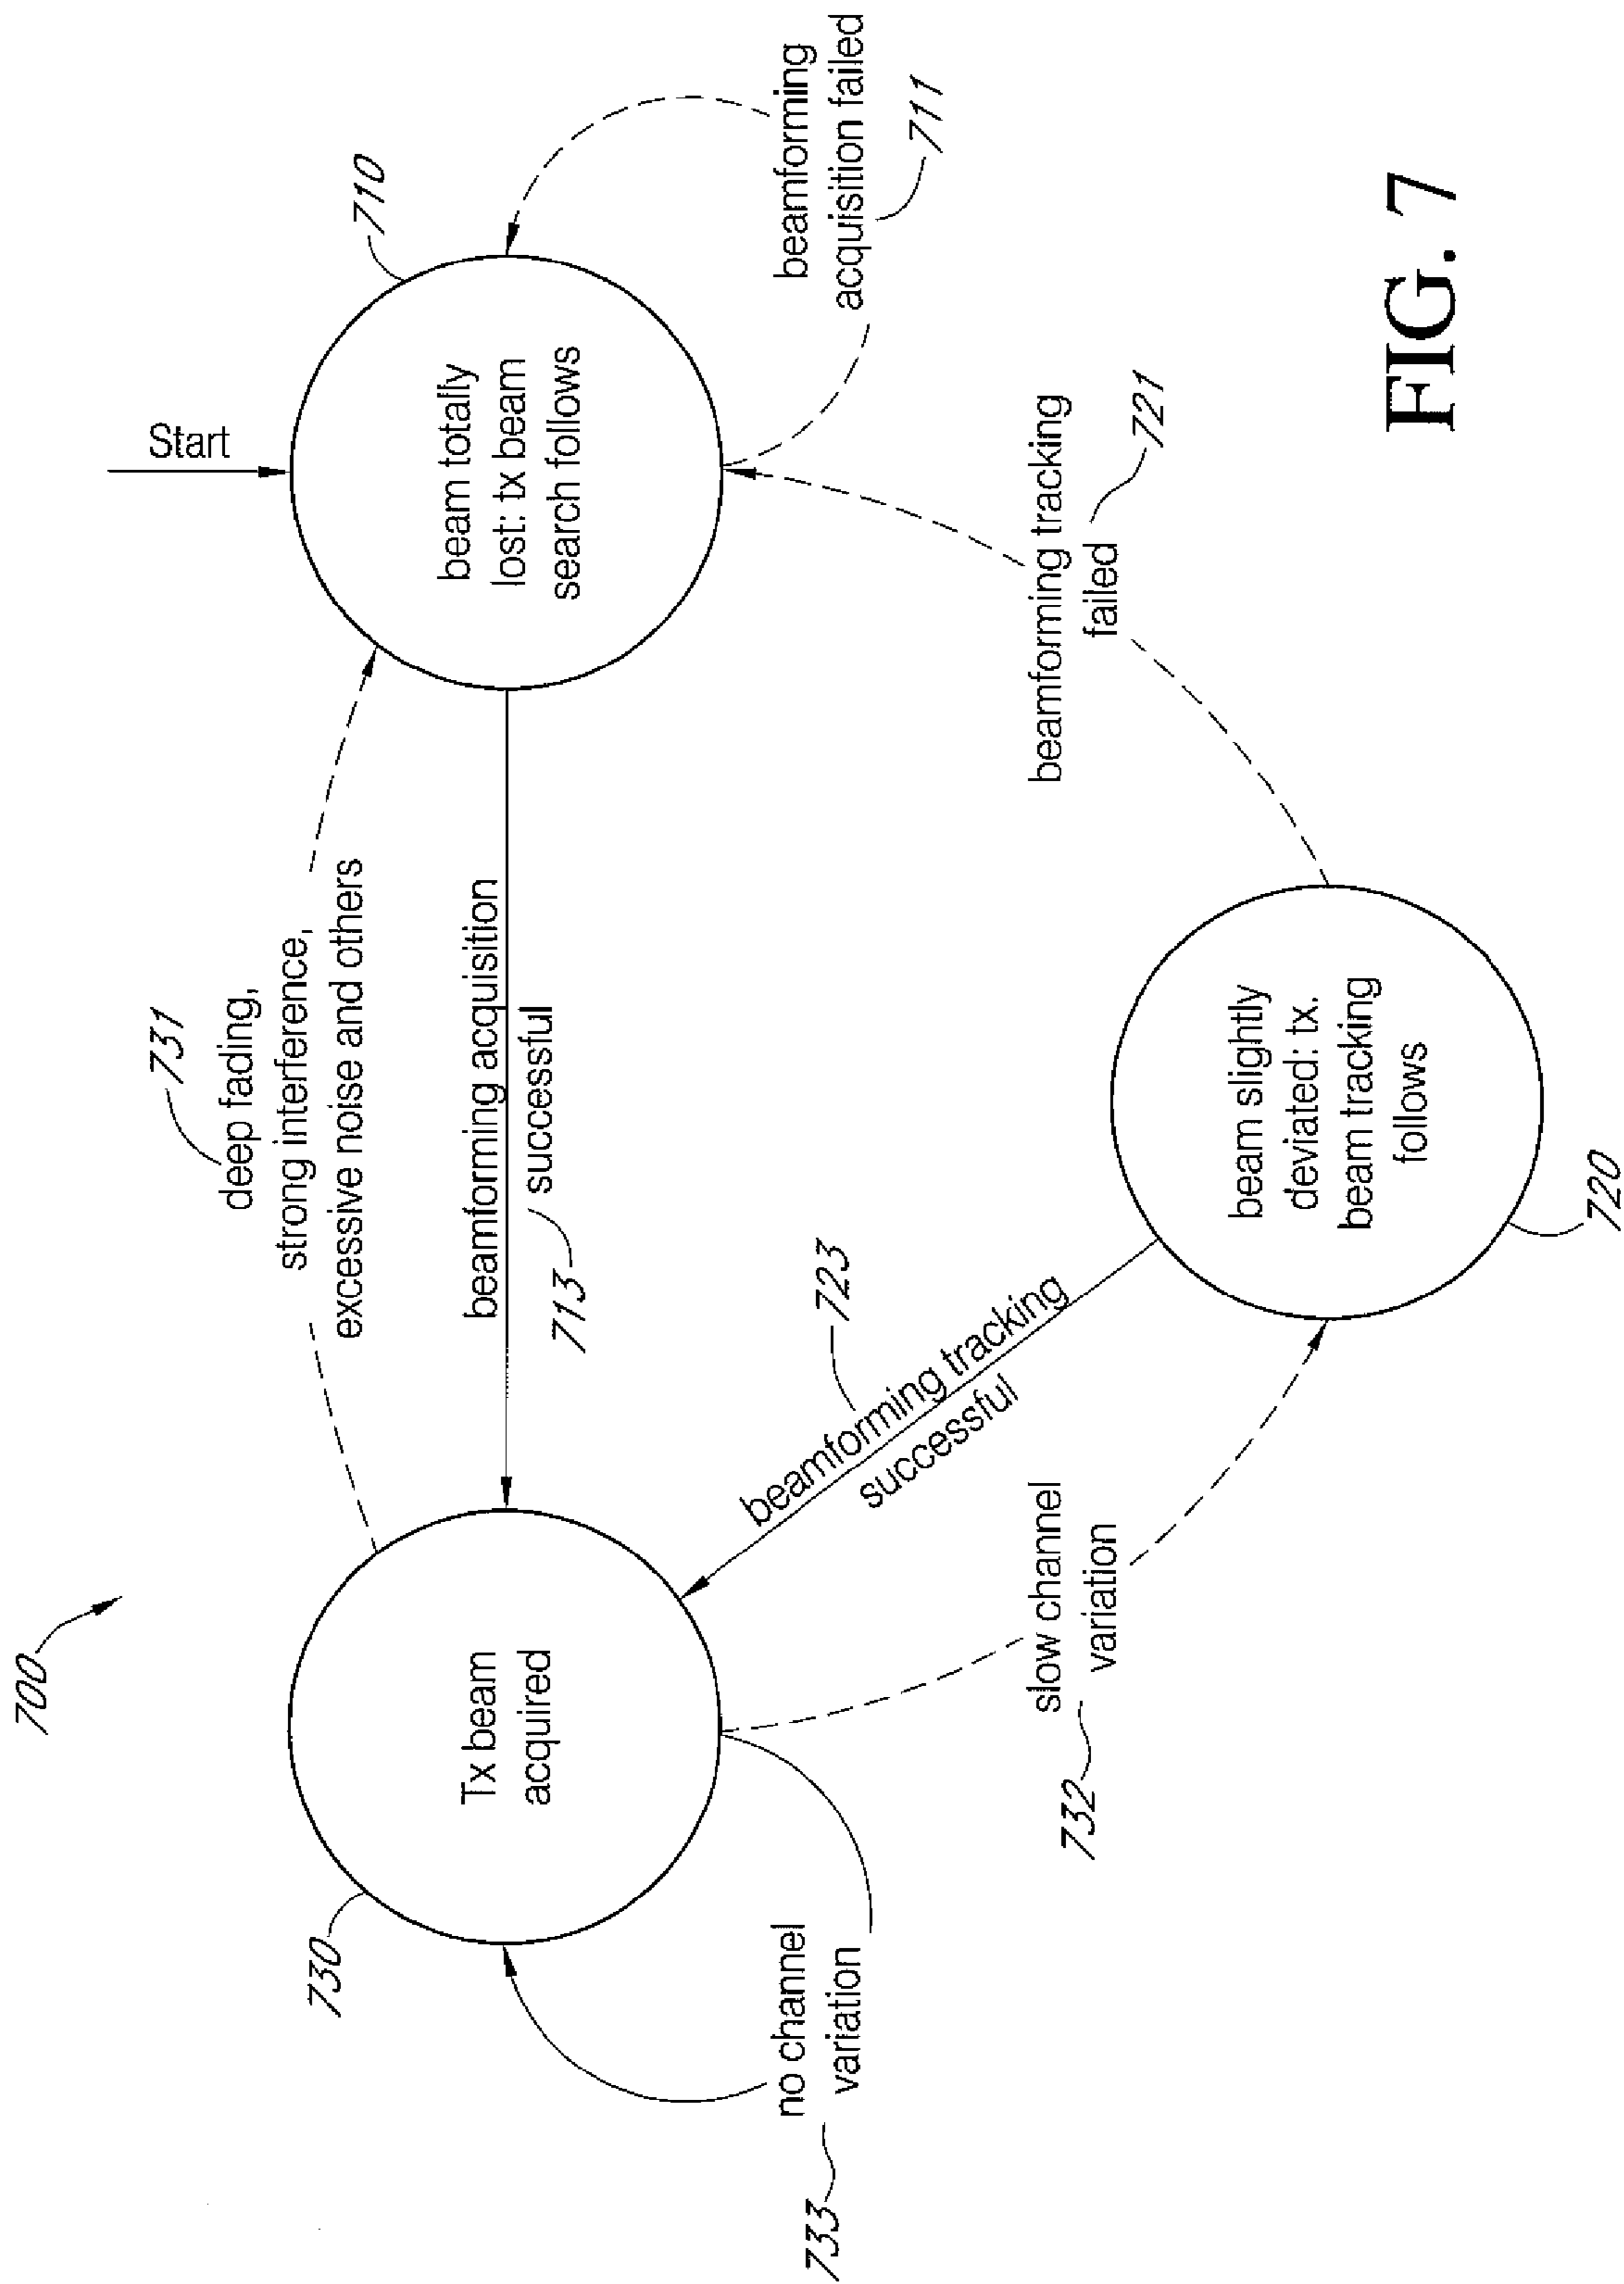 700
Start
730
Tx beam
acquired
731
deep fading,
strong interference,
excessive noise and others
710
beam totally
lost: tx beam
search follows
beamforming acquisition
successful
713
no channel
variation
733
723
beamforming tracking
successful
beamforming
acquisition failed
711
slow channel
variation
732
beamforming tracking
failed
721
beam slightly
deviated: tx.
beam tracking
follows
720
FIG. 7